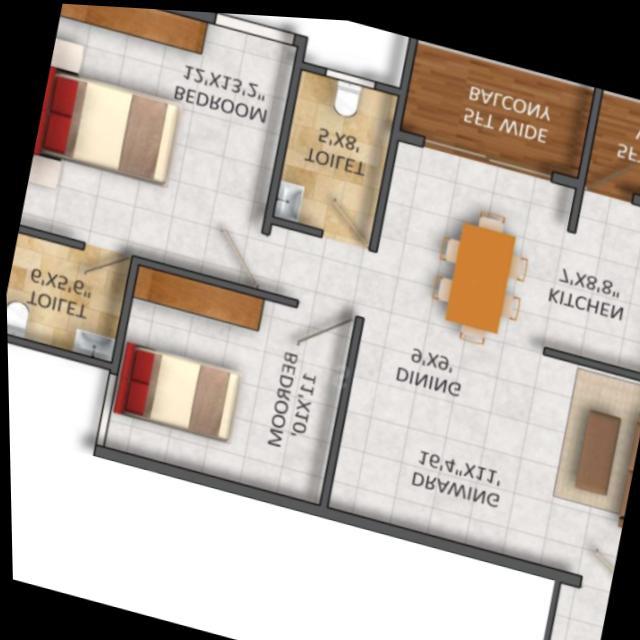 BEDROOM
12'X13'2"
TOILET
5'X8'
5FT WIDE
BALCONY
KITCHEN
7'X8'8"
TOILET
6'X5'6"
BEDROOM
11'X10'
DINING
9'X9'
DRAWING
16'4"X11'